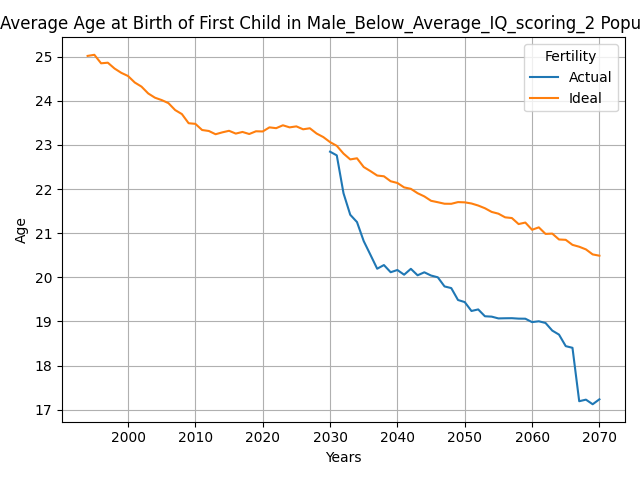 Average Age at Birth of First Child in Male_Below_Average_IQ_scoring_2 Popu
Fertility
Actual
Ideal
25
24
23
22
21
20
19
18
17
Age
2000 2010 2020 2030 2040 2050 2060 2070
Years